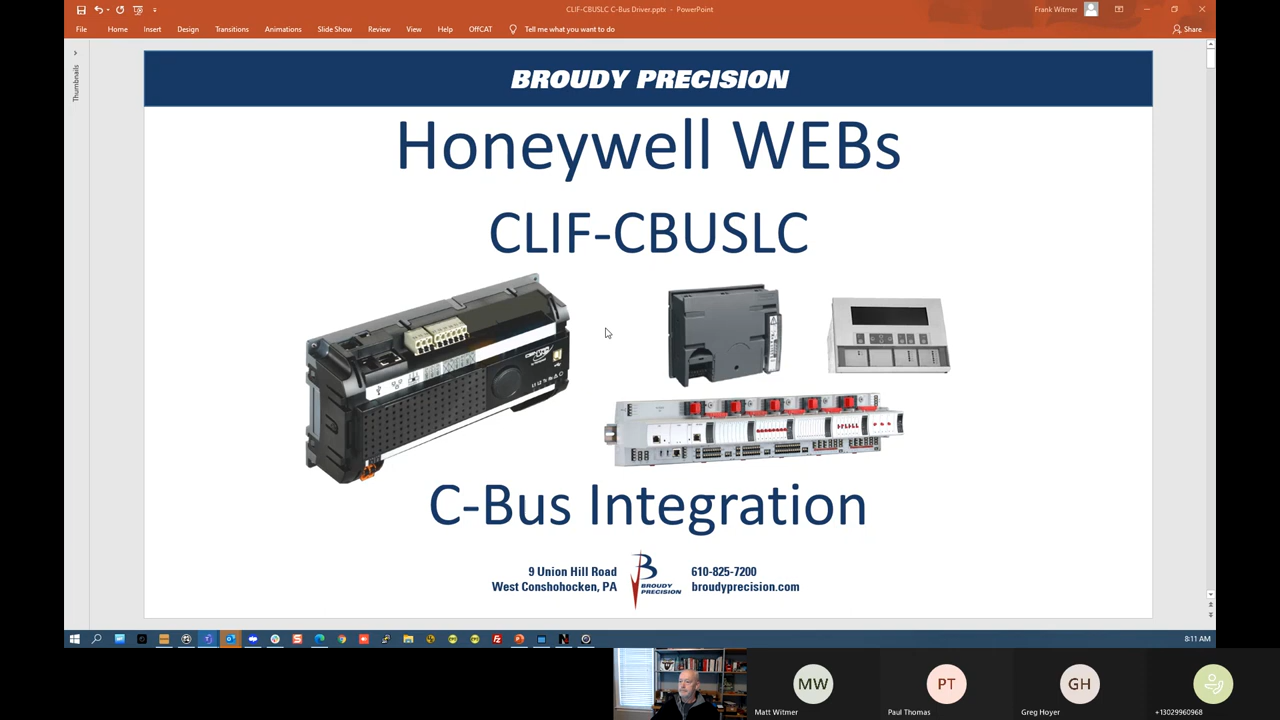 CLIF-CBUSLC C-Bus Driver.pptx - PowerPoint
Frank Witmer
File Home Insert Design Transitions Animations Slide Show Review View Help OffCAT Tell me what you want to do
Share
Thumbnails
BROUDY PRECISION
Honeywell WEBs
CLIF-CBUSLC
C-Bus Integration
9 Union Hill Road
West Conshohocken, PA
BROUDY
PRECISION
610-825-7200
broudyprecision.com
8:11 AM
MW
PT
GH
Matt Witmer
Paul Thomas
Greg Hoyer
+13029960968